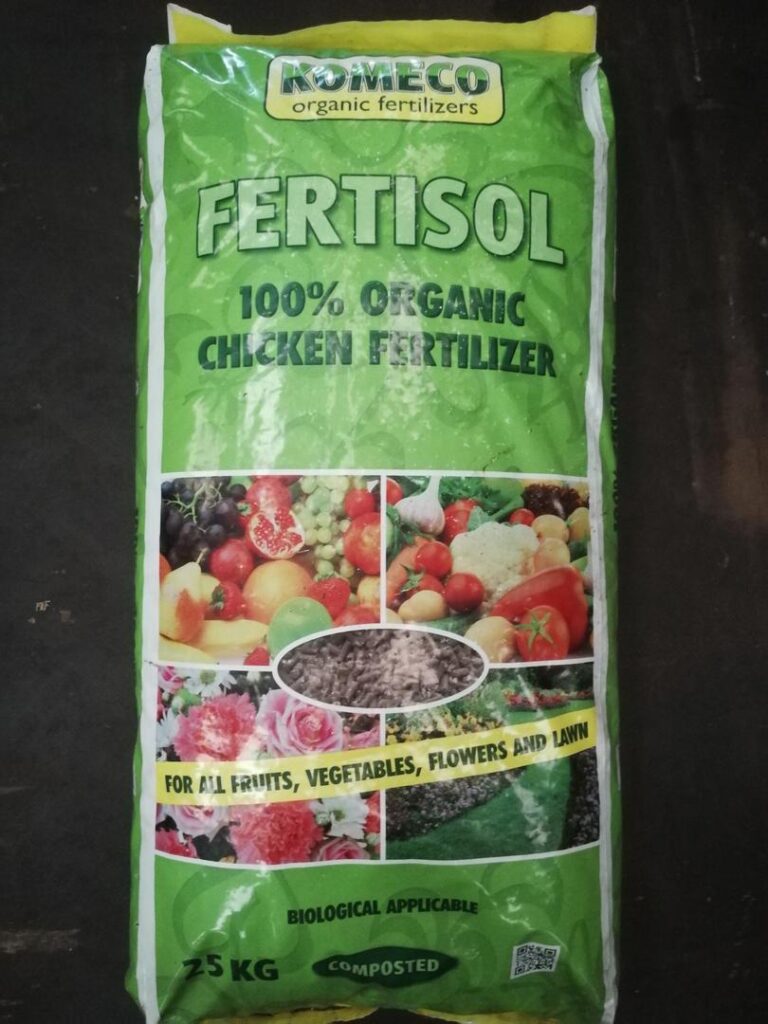 KOMECO
organic fertilizers
FERTISOL
100% ORGANIC
CHICKEN FERTILIZER
FOR ALL FRUITS, VEGETABLES, FLOWERS AND LAWN
BIOLOGICAL APPLICABLE
25 KG
COMPOSTED